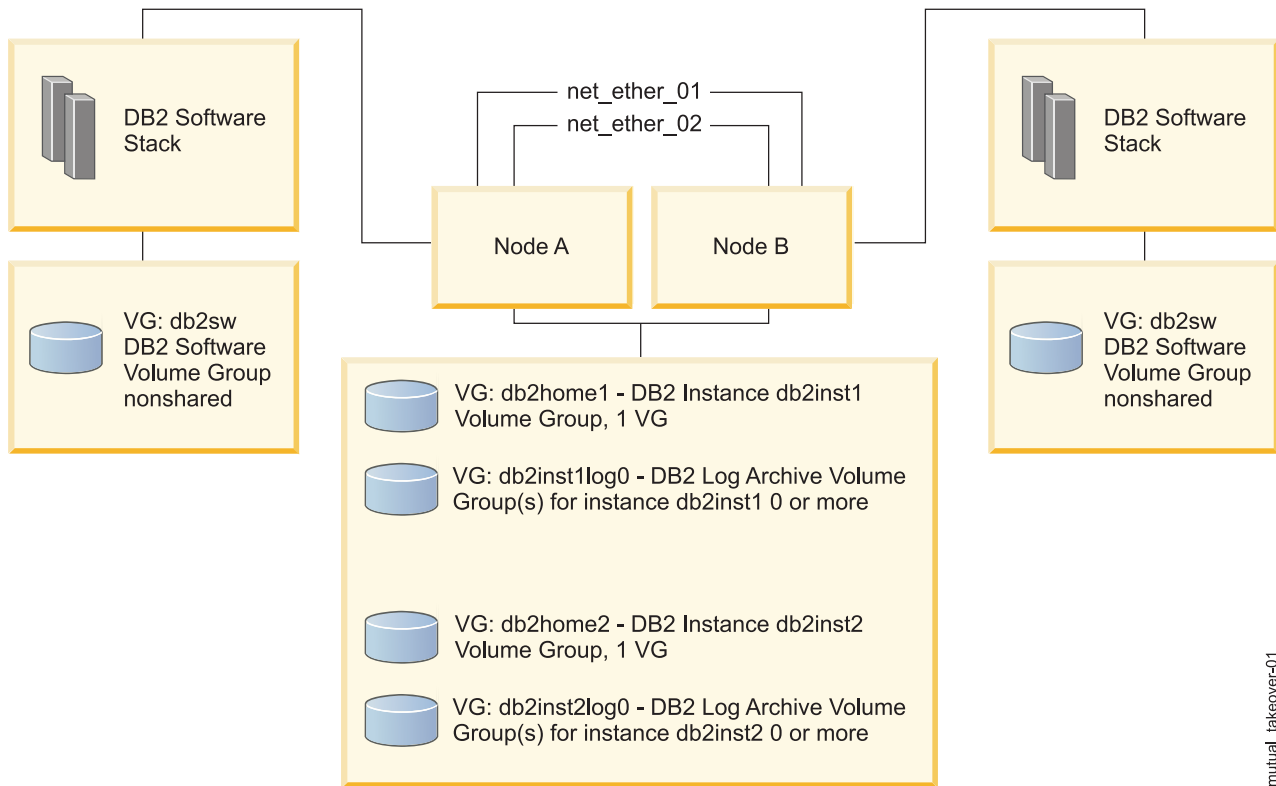 DB2 Software
Stack
VG: db2sw
DB2 Software
Volume Group
nonshared
net_ether_01
net_ether_02
Node A
Node B
DB2 Software
Stack
VG: db2sw
DB2 Software
Volume Group
nonshared
VG: db2home1 - DB2 Instance db2inst1
Volume Group, 1 VG
VG: db2inst1log0 - DB2 Log Archive Volume
Group(s) for instance db2inst1 0 or more
VG: db2home2 - DB2 Instance db2inst2
Volume Group, 1 VG
VG: db2inst2log0 - DB2 Log Archive Volume
Group(s) for instance db2inst2 0 or more
mutual_takeover-01